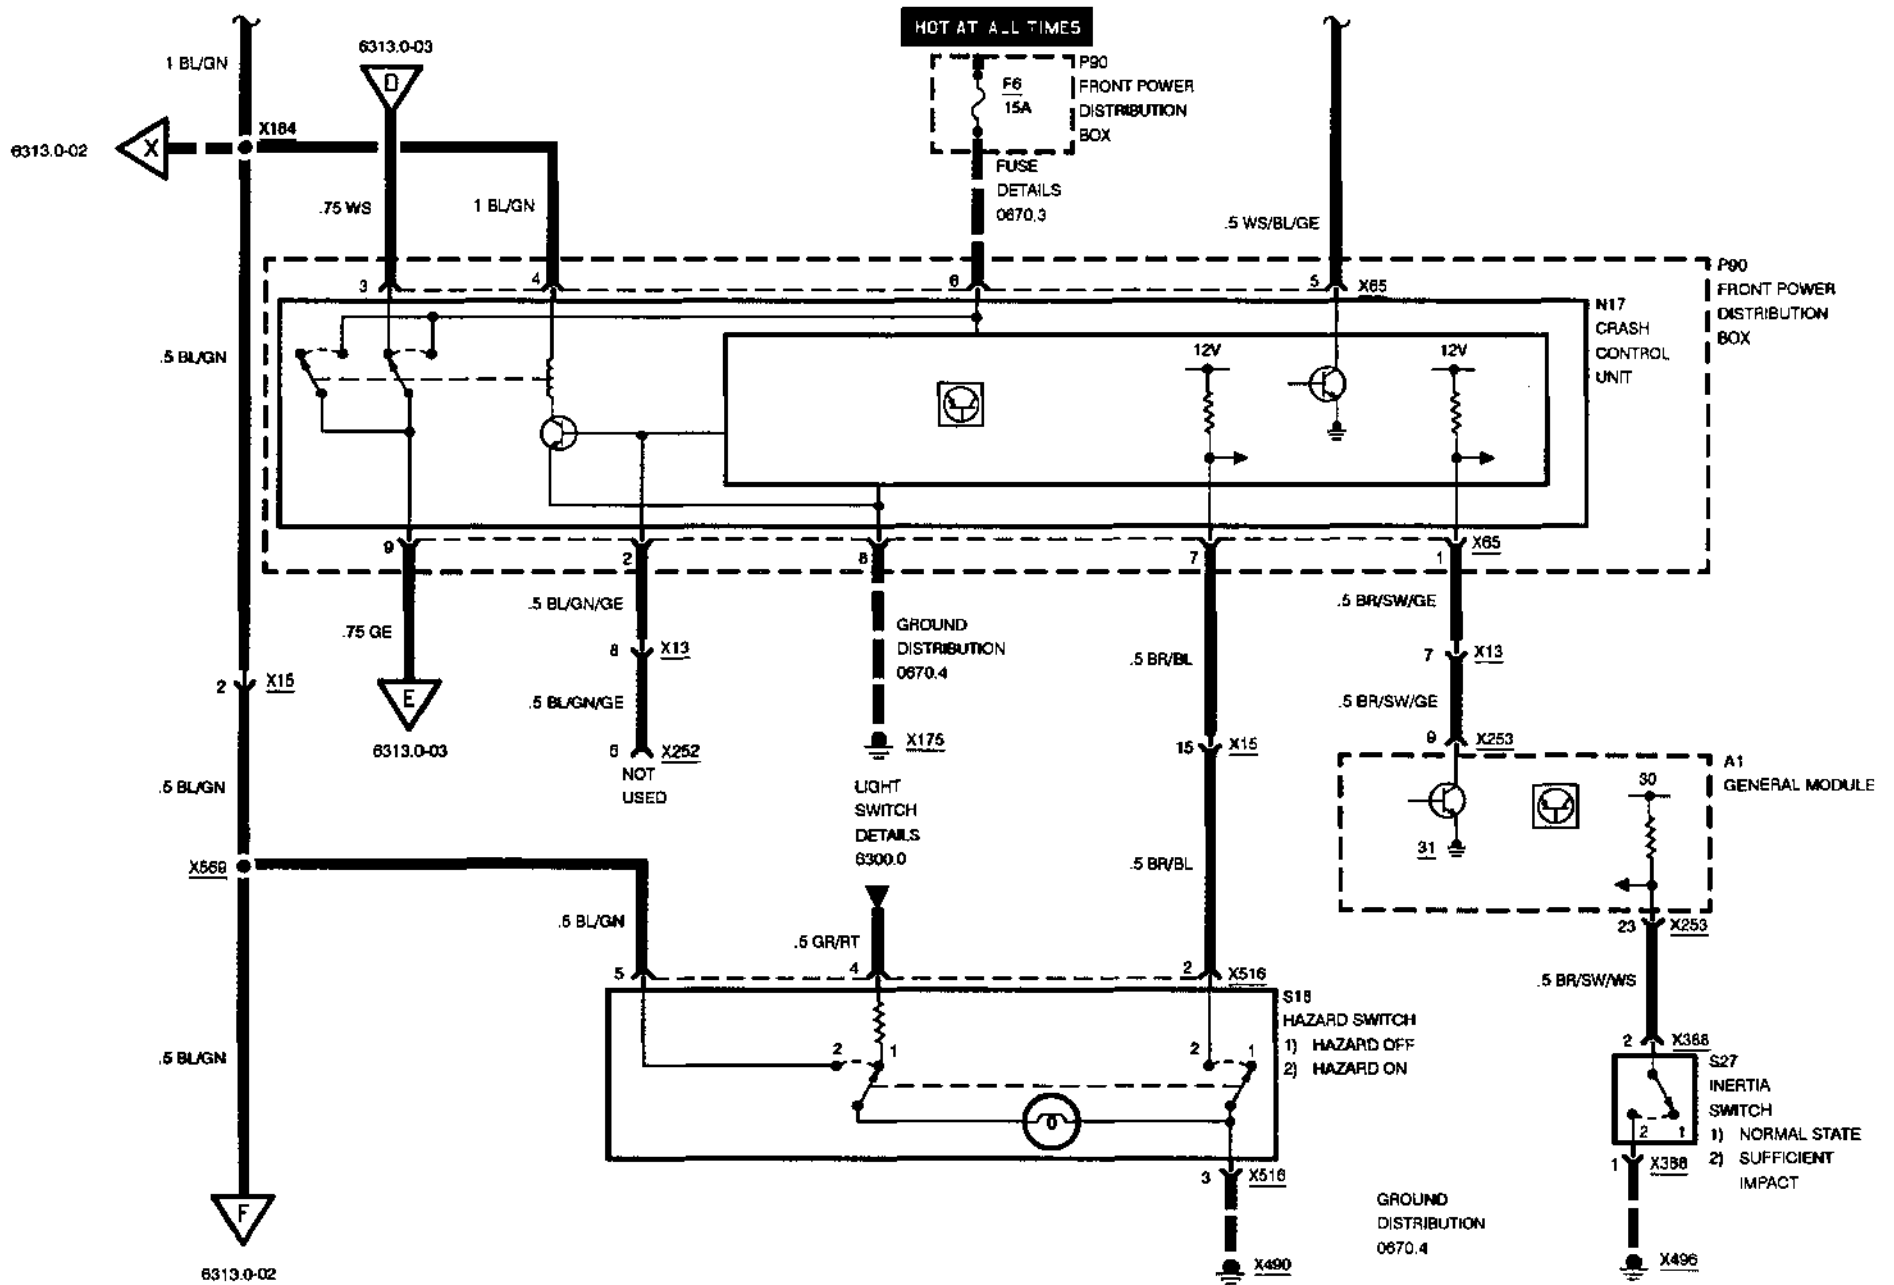 HOT AT ALL TIMES
1 BL/GN
6313.0-03
D
F6
15A
P90
FRONT POWER
DISTRIBUTION
BOX
X184
6313.0-02
X
FUSE
DETAILS
0670.3
.75 WS
1 BL/GN
.5 WS/BL/GE
3
4
6
5
X65
P90
FRONT POWER
DISTRIBUTION
BOX
N17
CRASH
CONTROL
UNIT
12V
12V
.5 BL/GN
9
2
8
7
1
X65
.5 BL/GN/GE
.5 BR/SW/GE
.75 GE
GROUND
DISTRIBUTION
0670.4
8
X13
.5 BR/BL
7
X13
2
X15
E
6313.0-03
.5 BL/GN/GE
.5 BR/SW/GE
6
X252
NOT
USED
X175
15
X15
9
X253
A1
GENERAL MODULE
30
31
.5 BL/GN
LIGHT
SWITCH
DETAILS
6300.0
X569
.5 BR/BL
.5 BL/GN
.5 GR/RT
23
X253
5
4
2
X516
.5 BR/SW/WS
S18
HAZARD SWITCH
1) HAZARD OFF
2) HAZARD ON
2
1
2
1
.5 BL/GN
2
X388
S27
INERTIA
SWITCH
1) NORMAL STATE
2) SUFFICIENT
IMPACT
2
1
1
X388
3
X516
GROUND
DISTRIBUTION
0670.4
F
6313.0-02
X490
X496